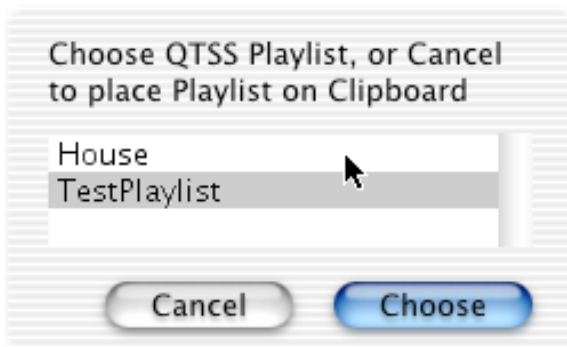 Choose QTSS Playlist, or Cancel
to place Playlist on Clipboard
House
TestPlaylist
Cancel
Choose